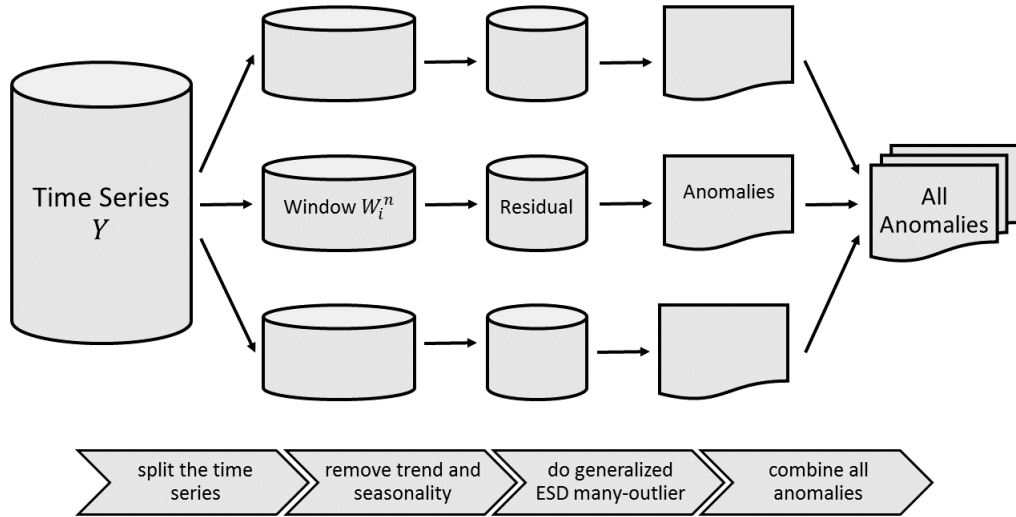 Time Series
Y
Window Wᵢⁿ
Residual
Anomalies
All
Anomalies
split the time
series
remove trend and
seasonality
do generalized
ESD many-outlier
combine all
anomalies